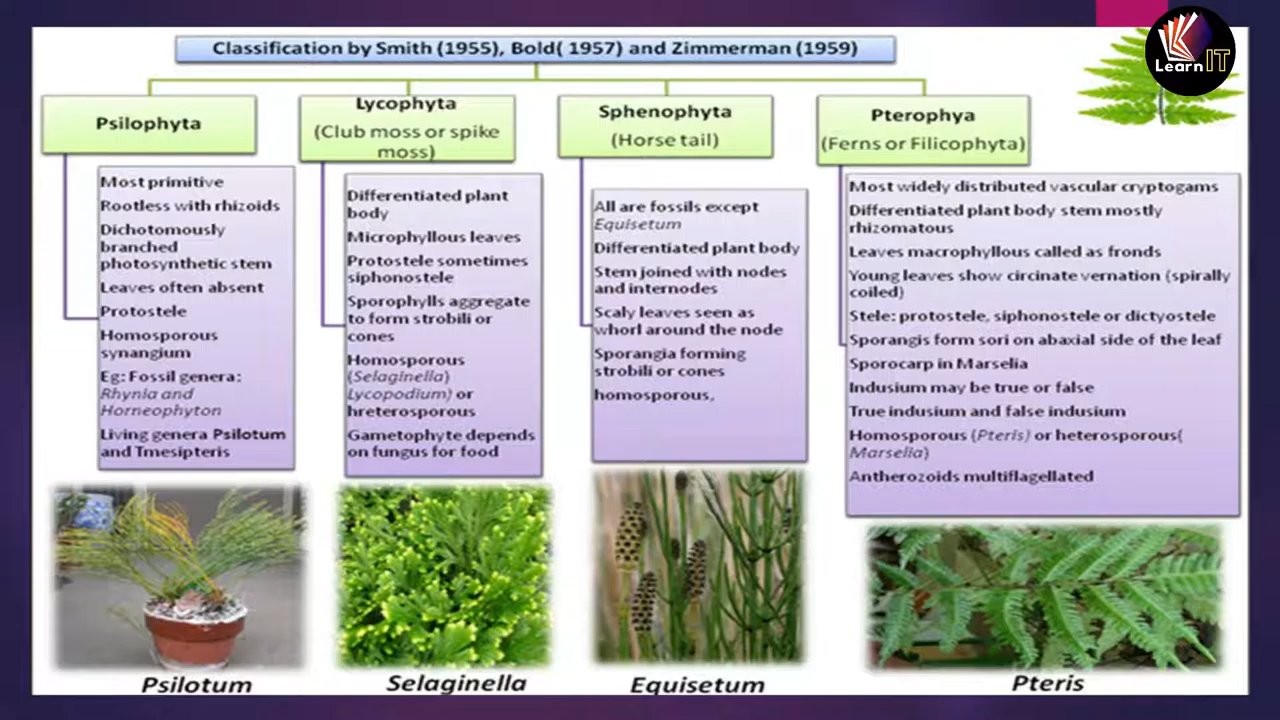 Classification by Smith (1955), Bold( 1957) and Zimmerman (1959)
Learn IT
Psilophyta
Most primitive
Rootless with rhizoids
Dichotomously
branched
photosynthetic stem
Leaves often absent
Protostele
Homosporous
synangium
Eg: Fossil genera:
Rhynia and
Horneophyton
Living genera Psilotum
and Tmesipteris
Psilotum
Lycophyta
(Club moss or spike
moss)
Differentiated plant
body
Microphyllous leaves
Protostele sometimes
siphonostele
Sporophylls aggregate
to form strobili or
cones
Homosporous
(Selaginella)
Lycopodium) or
hreterosporous
Gametophyte depends
on fungus for food
Selaginella
Sphenophyta
(Horse tail)
All are fossils except
Equisetum
Differentiated plant body
Stem joined with nodes
and internodes
Scaly leaves seen as
whorl around the node
Sporangia forming
strobili or cones
homosporous,
Equisetum
Pterophya
(Ferns or Filicophyta)
Most widely distributed vascular cryptogams
Differentiated plant body stem mostly
rhizomatous
Leaves macrophyllous called as fronds
Young leaves show circinate vernation (spirally
coiled)
Stele: protostele, siphonostele or dictyostele
Sporangis form sori on abaxial side of the leaf
Sporocarp in Marselia
Indusium may be true or false
True indusium and false indusium
Homosporous (Pteris) or heterosporous(
Marselia)
Antherozoids multiflagellated
Pteris